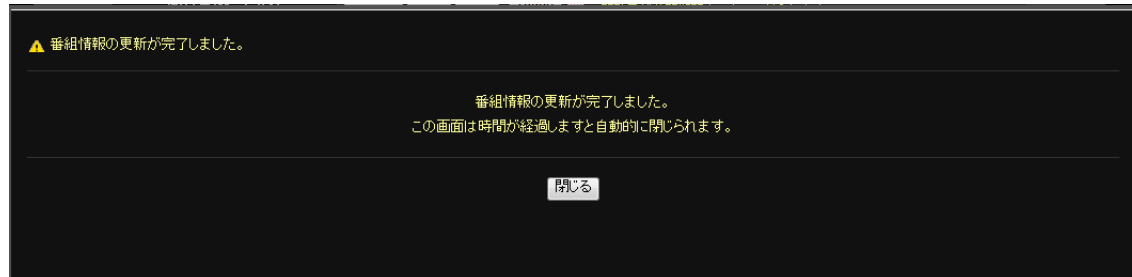 番組情報の更新が完了しました。
番組情報の更新が完了しました。
この画面は時間が経過しますと自動的に閉じられます。
閉じる